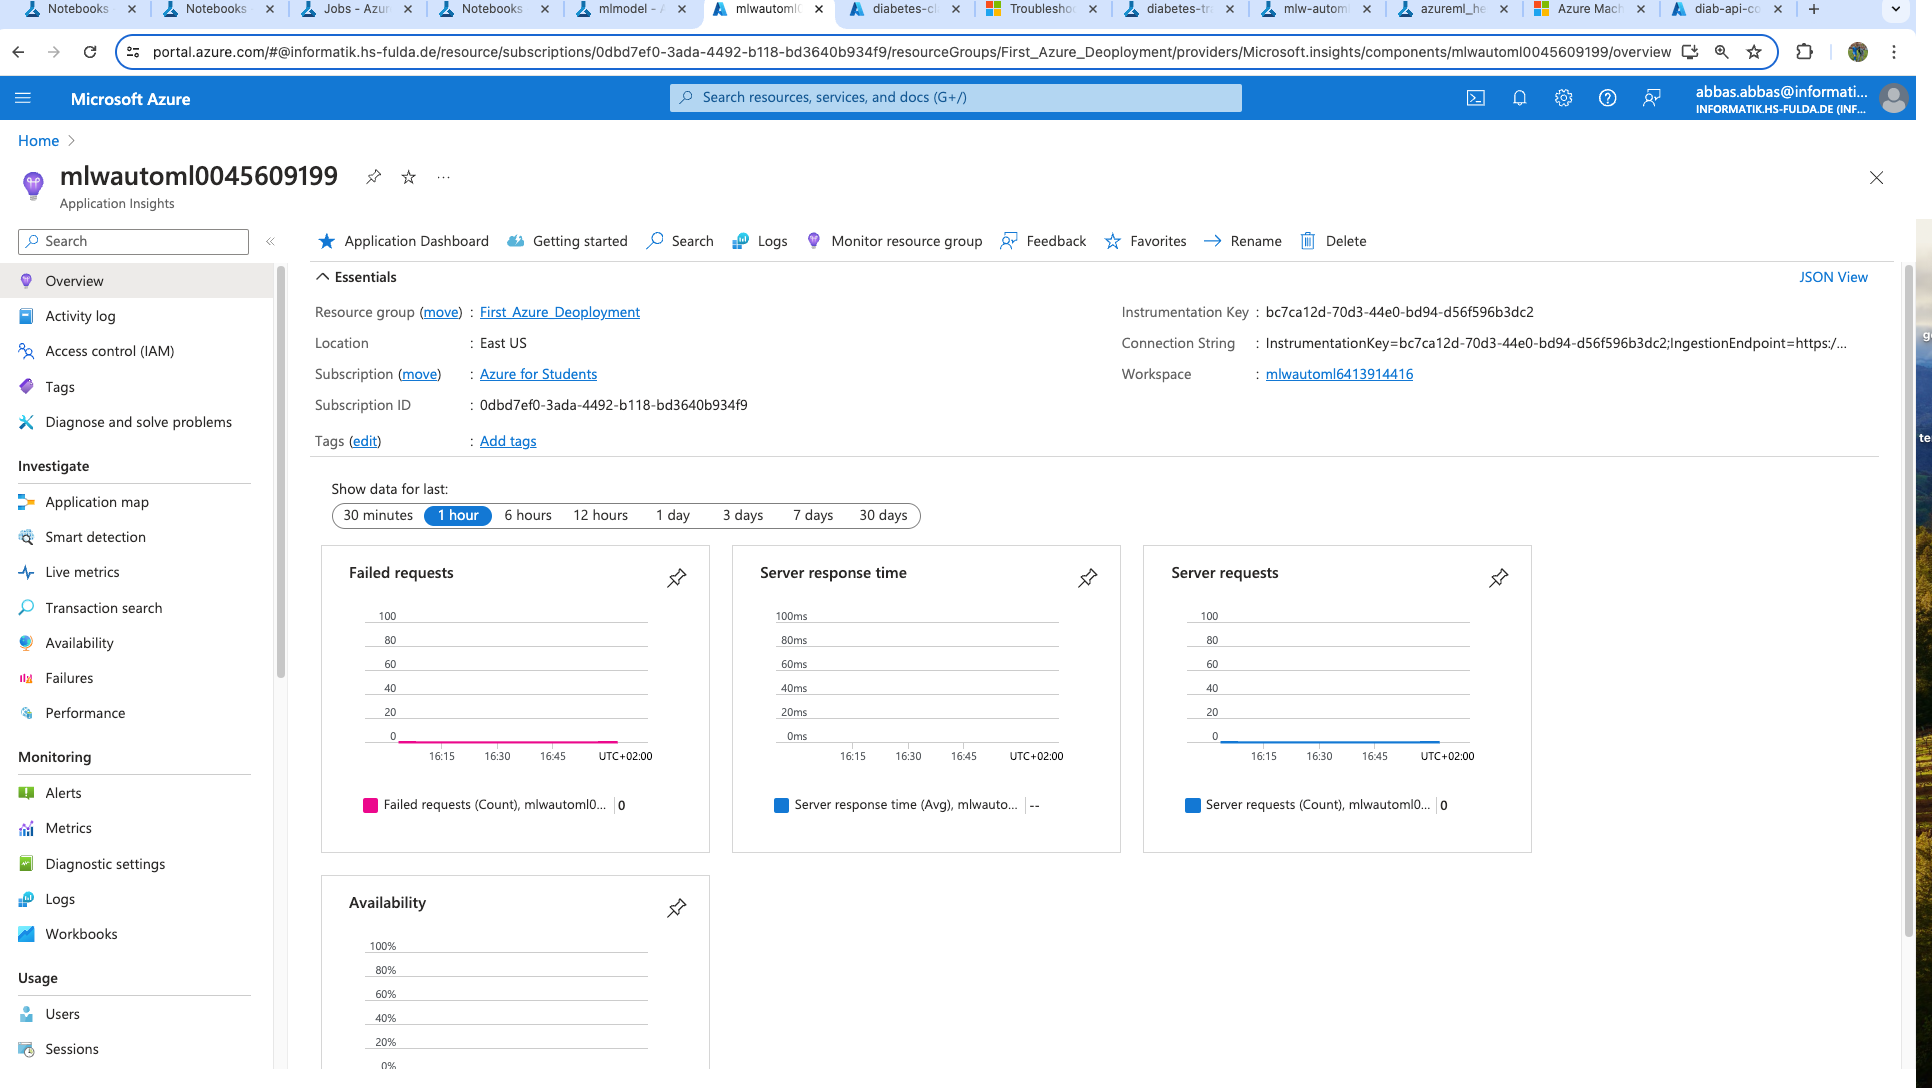 Notebooks
Notebooks
Jobs - Azur
Notebooks
mlmodel - A
mlwautoml0
diabetes-cl
Troubleshoo
diabetes-tra
mlw-automl
azureml_he
Azure Mach
diab-api-co
portal.azure.com/#@informatik.hs-fulda.de/resource/subscriptions/0dbd7ef0-3ada-4492-b118-bd3640b934f9/resourceGroups/First_Azure_Deoployment/providers/Microsoft.insights/components/mlwautoml0045609199/overview
Microsoft Azure
Search resources, services, and docs (G+/)
abbas.abbas@informati...
INFORMATIK.HS-FULDA.DE (INF...
Home
mlwautoml0045609199
Application Insights
Search
Application Dashboard
Getting started
Search
Logs
Monitor resource group
Feedback
Favorites
Rename
Delete
Overview
Activity log
Access control (IAM)
Tags
Diagnose and solve problems
Investigate
Application map
Smart detection
Live metrics
Transaction search
Availability
Failures
Performance
Monitoring
Alerts
Metrics
Diagnostic settings
Logs
Workbooks
Usage
Users
Sessions
Essentials
JSON View
Resource group (move) : First_Azure_Deoployment
Location : East US
Subscription (move) : Azure for Students
Subscription ID : 0dbd7ef0-3ada-4492-b118-bd3640b934f9
Tags (edit) : Add tags
Instrumentation Key : bc7ca12d-70d3-44e0-bd94-d56f596b3dc2
Connection String : InstrumentationKey=bc7ca12d-70d3-44e0-bd94-d56f596b3dc2;IngestionEndpoint=https:/...
Workspace : mlwautoml6413914416
Show data for last:
30 minutes 1 hour 6 hours 12 hours 1 day 3 days 7 days 30 days
Failed requests
100
80
60
40
20
0
16:15 16:30 16:45 UTC+02:00
Failed requests (Count), mlwautoml0... 0
Server response time
100ms
80ms
60ms
40ms
20ms
0ms
16:15 16:30 16:45 UTC+02:00
Server response time (Avg), mlwauto... --
Server requests
100
80
60
40
20
0
16:15 16:30 16:45 UTC+02:00
Server requests (Count), mlwautoml0... 0
Availability
100%
80%
60%
40%
20%
0%
te